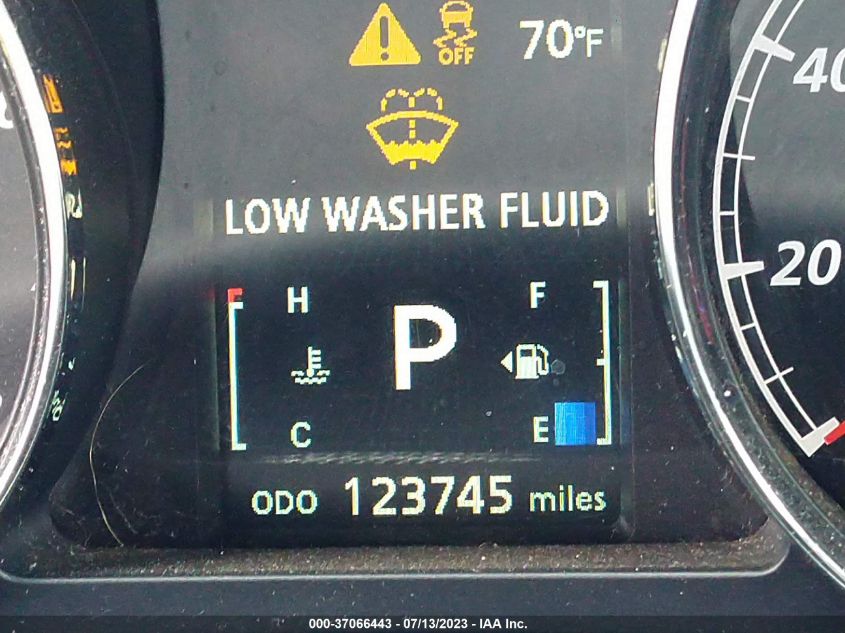 OFF
70°F
40
LOW WASHER FLUID
20
H
F
P
C
E
ODO 123745 miles
000-37066443 - 07/13/2023 - IAA Inc.